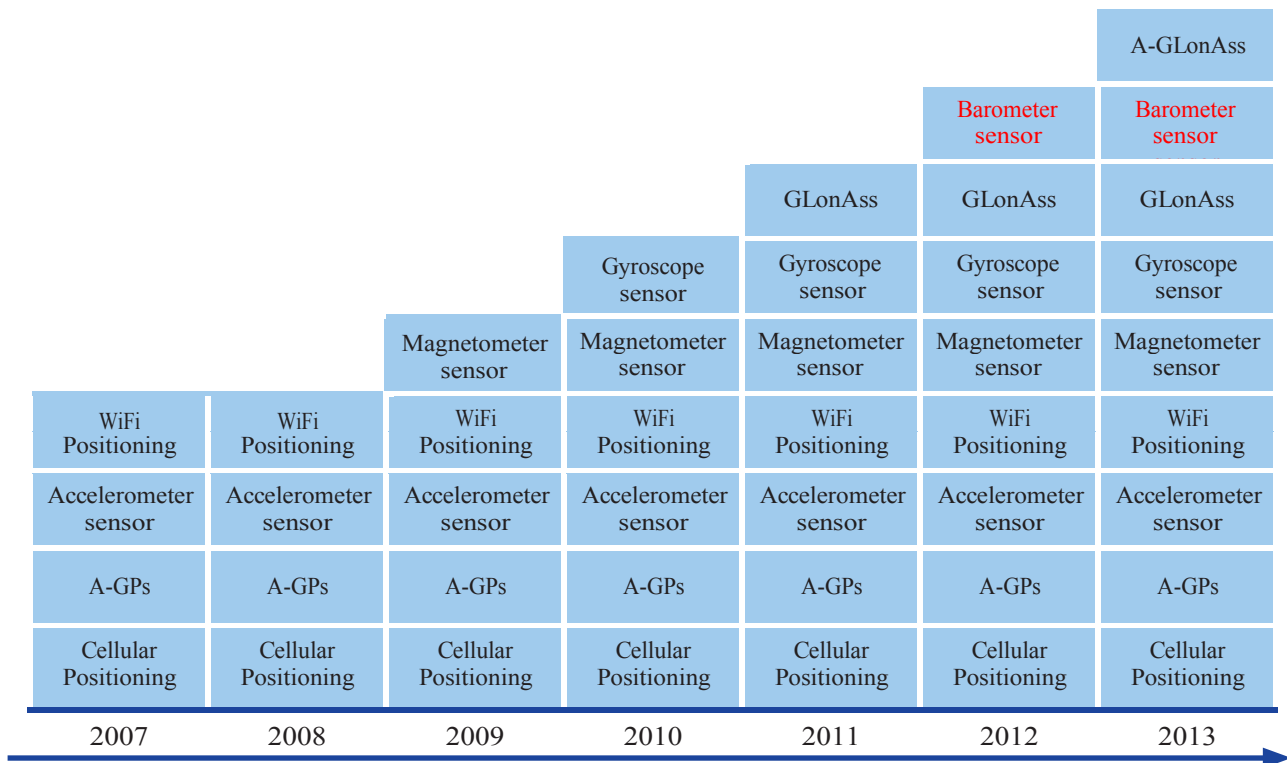 A-GLonAss
Barometer
sensor
Barometer
sensor
GLonAss
GLonAss
GLonAss
Gyroscope
sensor
Gyroscope
sensor
Gyroscope
sensor
Gyroscope
sensor
Magnetometer
sensor
Magnetometer
sensor
Magnetometer
sensor
Magnetometer
sensor
Magnetometer
sensor
WiFi
Positioning
WiFi
Positioning
WiFi
Positioning
WiFi
Positioning
WiFi
Positioning
WiFi
Positioning
WiFi
Positioning
Accelerometer
sensor
Accelerometer
sensor
Accelerometer
sensor
Accelerometer
sensor
Accelerometer
sensor
Accelerometer
sensor
Accelerometer
sensor
A-GPs
A-GPs
A-GPs
A-GPs
A-GPs
A-GPs
A-GPs
Cellular
Positioning
Cellular
Positioning
Cellular
Positioning
Cellular
Positioning
Cellular
Positioning
Cellular
Positioning
Cellular
Positioning
2007 2008 2009 2010 2011 2012 2013